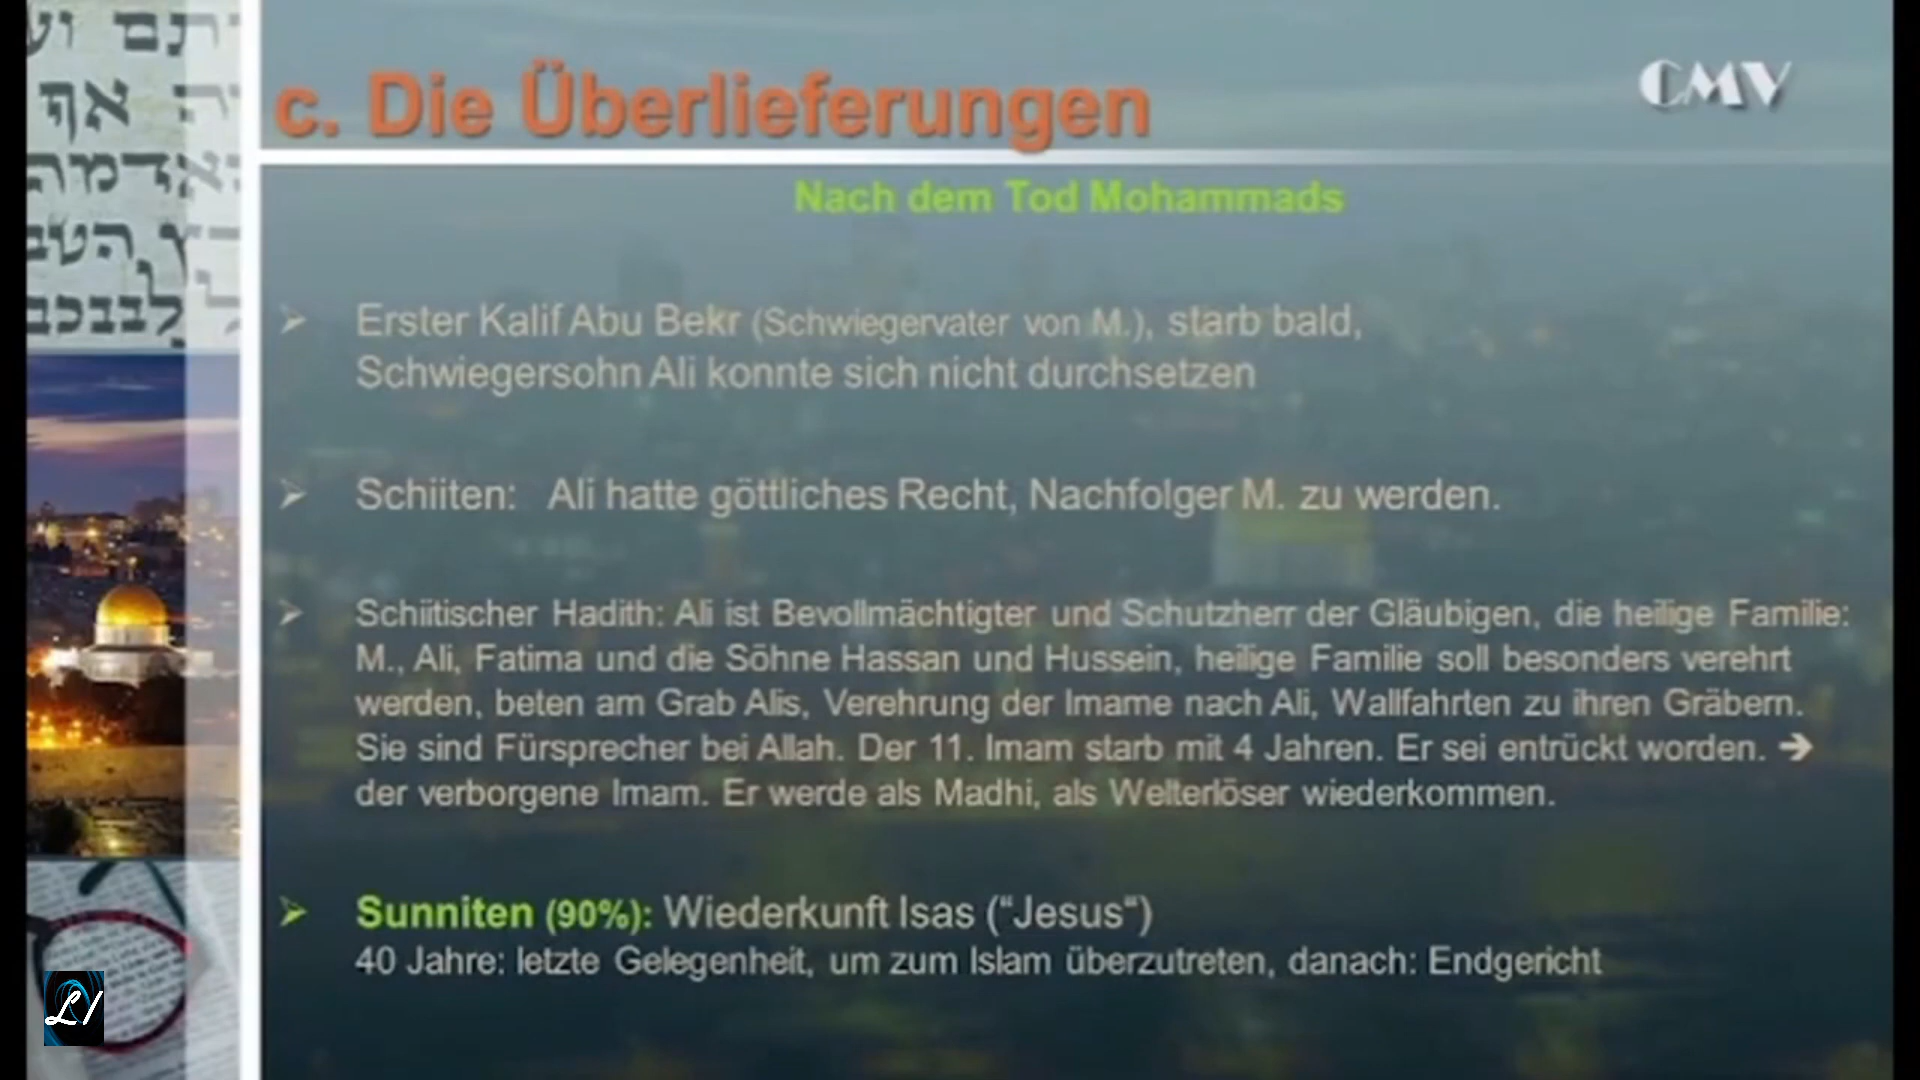 c. Die Überlieferungen
CMV
Nach dem Tod Mohammads
Erster Kalif Abu Bekr (Schwiegervater von M.), starb bald,
Schwiegersohn Ali konnte sich nicht durchsetzen
Schiiten: Ali hatte göttliches Recht, Nachfolger M. zu werden.
Schiitischer Hadith: Ali ist Bevollmächtigter und Schutzherr der Gläubigen, die heilige Familie:
M., Ali, Fatima und die Söhne Hassan und Hussein, heilige Familie soll besonders verehrt
werden, beten am Grab Alis, Verehrung der Imame nach Ali, Wallfahrten zu ihren Gräbern.
Sie sind Fürsprecher bei Allah. Der 11. Imam starb mit 4 Jahren. Er sei entrückt worden. ➔
der verborgene Imam. Er werde als Madhi, als Welterlöser wiederkommen.
Sunniten (90%): Wiederkunft Isas (“Jesus“)
40 Jahre: letzte Gelegenheit, um zum Islam überzutreten, danach: Endgericht